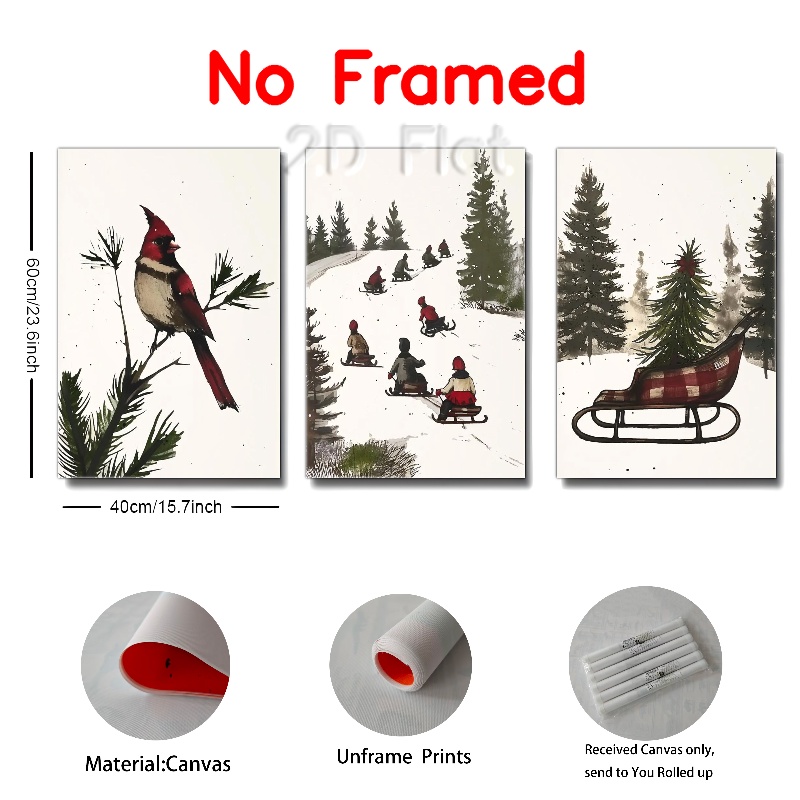 No Framed
2D Flat
60cm/23.6inch
40cm/15.7inch
Material:Canvas
Unframe Prints
Received Canvas only,
send to You Rolled up